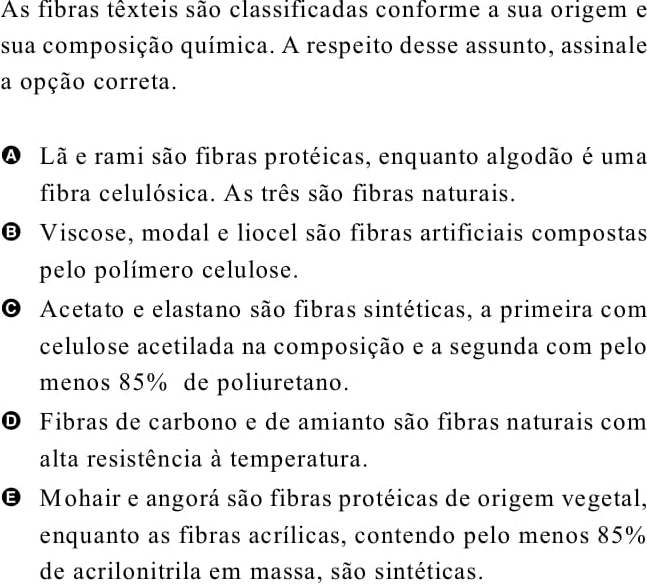 As fibras têxteis são classificadas conforme a sua origem e
sua composição química. A respeito desse assunto, assinale
a opção correta.
A Lã e rami são fibras protéicas, enquanto algodão é uma
fibra celulósica. As três são fibras naturais.
B Viscose, modal e liocel são fibras artificiais compostas
pelo polímero celulose.
C Acetato e elastano são fibras sintéticas, a primeira com
celulose acetilada na composição e a segunda com pelo
menos 85% de poliuretano.
D Fibras de carbono e de amianto são fibras naturais com
alta resistência à temperatura.
E Mohair e angorá são fibras protéicas de origem vegetal,
enquanto as fibras acrílicas, contendo pelo menos 85%
de acrilonitrila em massa, são sintéticas.